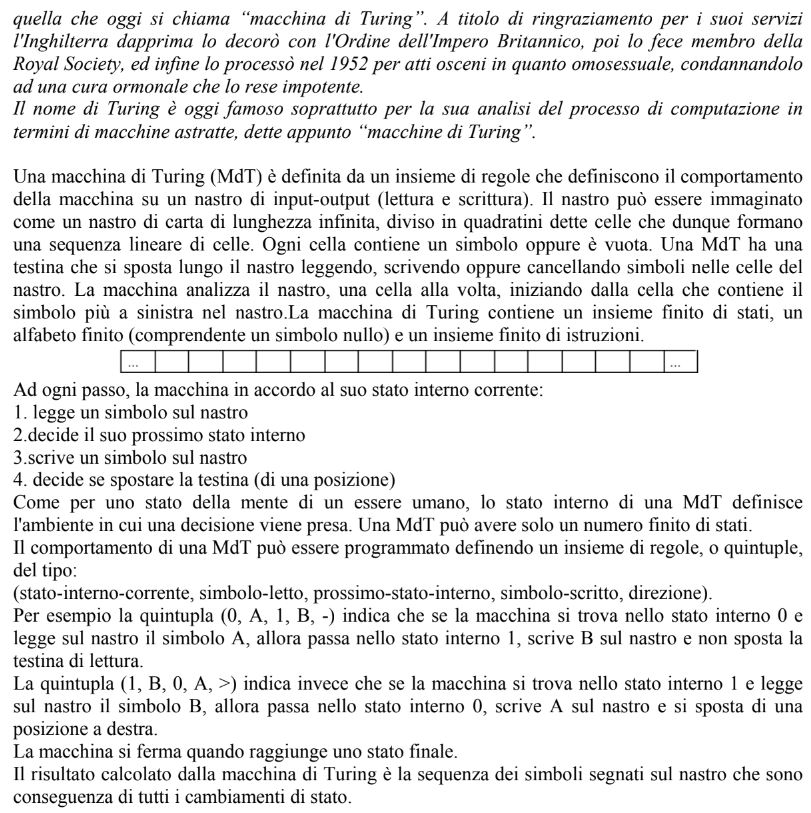 quella che oggi si chiama “macchina di Turing”. A titolo di ringraziamento per i suoi servizi
l'Inghilterra dapprima lo decorò con l'Ordine dell'Impero Britannico, poi lo fece membro della
Royal Society, ed infine lo processò nel 1952 per atti osceni in quanto omosessuale, condannandolo
ad una cura ormonale che lo rese impotente.
Il nome di Turing è oggi famoso soprattutto per la sua analisi del processo di computazione in
termini di macchine astratte, dette appunto “macchine di Turing”.
Una macchina di Turing (MdT) è definita da un insieme di regole che definiscono il comportamento
della macchina su un nastro di input-output (lettura e scrittura). Il nastro può essere immaginato
come un nastro di carta di lunghezza infinita, diviso in quadratini dette celle che dunque formano
una sequenza lineare di celle. Ogni cella contiene un simbolo oppure è vuota. Una MdT ha una
testina che si sposta lungo il nastro leggendo, scrivendo oppure cancellando simboli nelle celle del
nastro. La macchina analizza il nastro, una cella alla volta, iniziando dalla cella che contiene il
simbolo più a sinistra nel nastro.La macchina di Turing contiene un insieme finito di stati, un
alfabeto finito (comprendente un simbolo nullo) e un insieme finito di istruzioni.
... ...
Ad ogni passo, la macchina in accordo al suo stato interno corrente:
1. legge un simbolo sul nastro
2.decide il suo prossimo stato interno
3.scrive un simbolo sul nastro
4. decide se spostare la testina (di una posizione)
Come per uno stato della mente di un essere umano, lo stato interno di una MdT definisce
l'ambiente in cui una decisione viene presa. Una MdT può avere solo un numero finito di stati.
Il comportamento di una MdT può essere programmato definendo un insieme di regole, o quintuple,
del tipo:
(stato-interno-corrente, simbolo-letto, prossimo-stato-interno, simbolo-scritto, direzione).
Per esempio la quintupla (0, A, 1, B, -) indica che se la macchina si trova nello stato interno 0 e
legge sul nastro il simbolo A, allora passa nello stato interno 1, scrive B sul nastro e non sposta la
testina di lettura.
La quintupla (1, B, 0, A, >) indica invece che se la macchina si trova nello stato interno 1 e legge
sul nastro il simbolo B, allora passa nello stato interno 0, scrive A sul nastro e si sposta di una
posizione a destra.
La macchina si ferma quando raggiunge uno stato finale.
Il risultato calcolato dalla macchina di Turing è la sequenza dei simboli segnati sul nastro che sono
conseguenza di tutti i cambiamenti di stato.